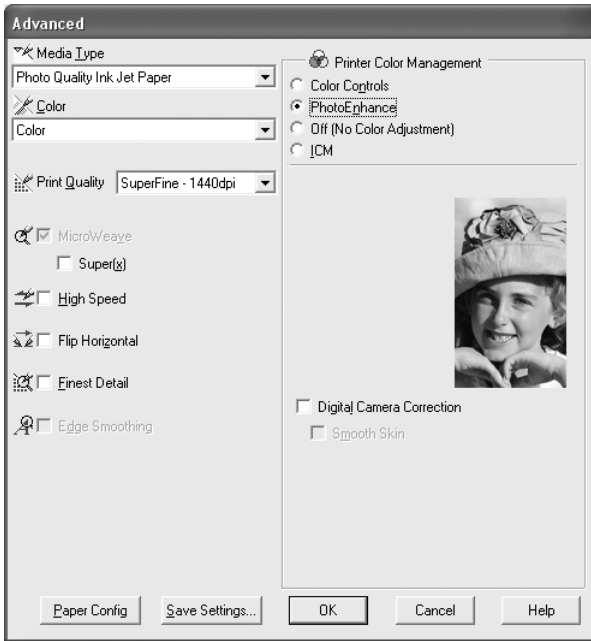 Advanced
Media Type
Photo Quality Ink Jet Paper
Color
Color
Print Quality SuperFine - 1440dpi
MicroWeave
Super(x)
High Speed
Flip Horizontal
Finest Detail
Edge Smoothing
Printer Color Management
Color Controls
PhotoEnhance
Off (No Color Adjustment)
ICM
Digital Camera Correction
Smooth Skin
Paper Config Save Settings... OK Cancel Help